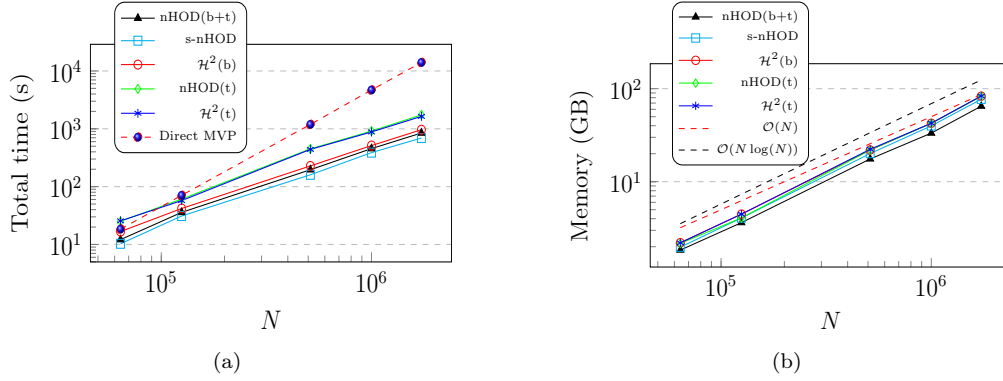 nHOD(b+t)
s-nHOD
ℋ²(b)
nHOD(t)
ℋ²(t)
Direct MVP
Total time (s)
10⁴
10³
10²
10¹
10⁵ 10⁶
N
(a)
nHOD(b+t)
s-nHOD
ℋ²(b)
nHOD(t)
ℋ²(t)
𝒪(N)
𝒪(N log(N))
Memory (GB)
10²
10¹
10⁵ 10⁶
N
(b)